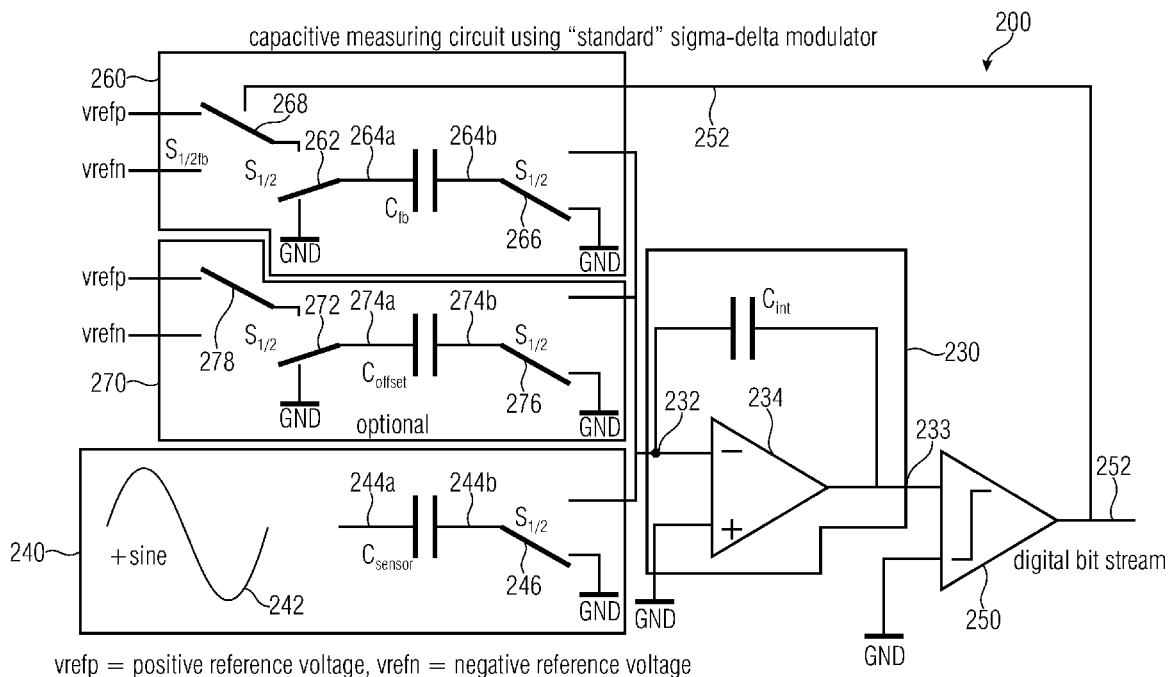 capacitive measuring circuit using “standard” sigma-delta modulator
200
260
vrefp
268
252
262
264a
264b
S1/2fb
vrefn
S1/2
S1/2
Cfb
266
GND
GND
vrefp
272
274a
274b
Cint
vrefn
S1/2
S1/2
230
278
Coffset
276
234
270
GND
GND
optional
232
233
−
244a
244b
252
S1/2
+
240
+sine
Csensor
246
digital bit stream
242
GND
GND
250
GND
vrefp = positive reference voltage, vrefn = negative reference voltage